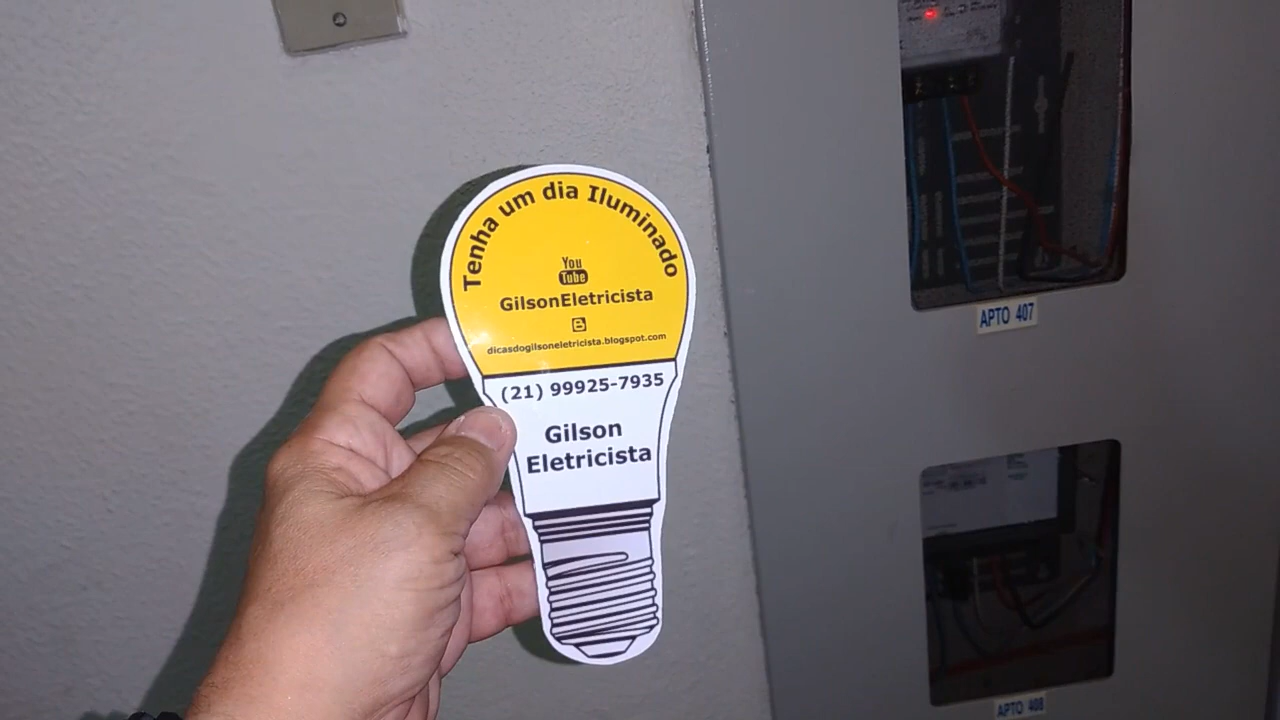 Tenha um dia Iluminado
You
Tube
GilsonEletricista
dicasdogilsoneletricista.blogspot.com
(21) 99925-7935
Gilson
Eletricista
APTO 407
APTO 408